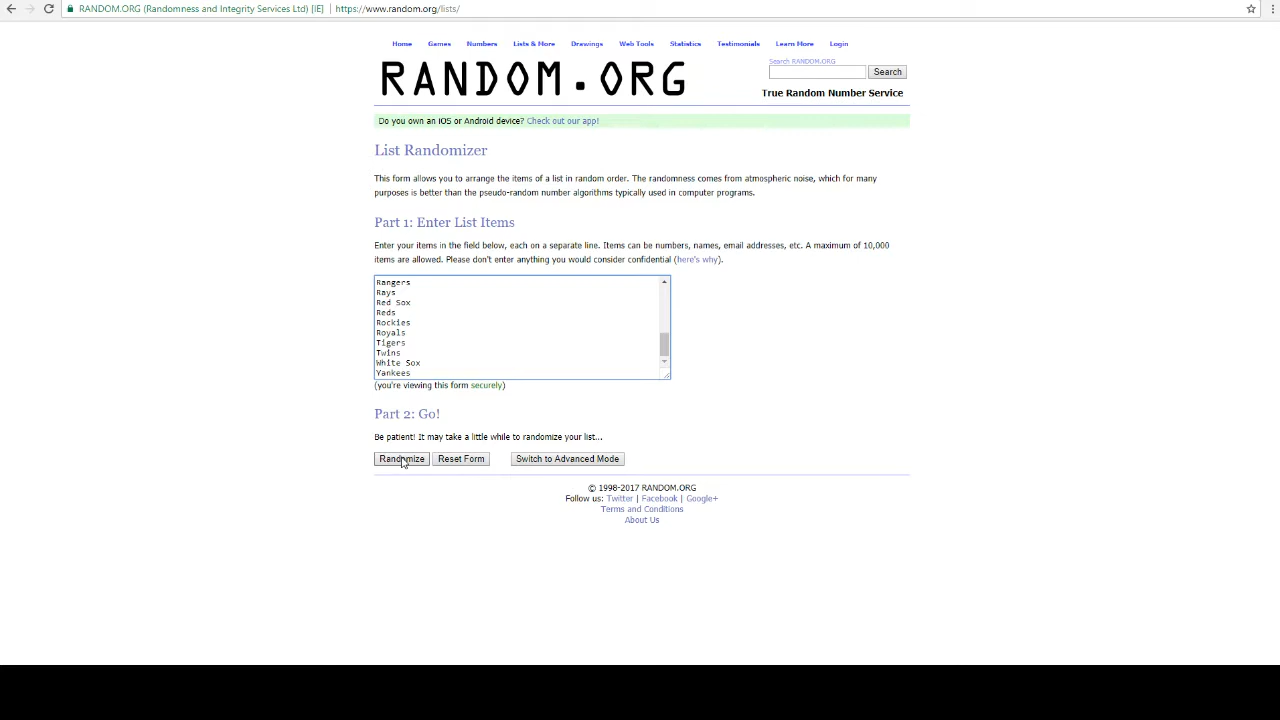 RANDOM.ORG (Randomness and Integrity Services Ltd) [IE] https://www.random.org/lists/
Home Games Numbers Lists & More Drawings Web Tools Statistics Testimonials Learn More Login
Search RANDOM.ORG
Search
RANDOM.ORG
True Random Number Service
Do you own an iOS or Android device? Check out our app!
List Randomizer
This form allows you to arrange the items of a list in random order. The randomness comes from atmospheric noise, which for many
purposes is better than the pseudo-random number algorithms typically used in computer programs.
Part 1: Enter List Items
Enter your items in the field below, each on a separate line. Items can be numbers, names, email addresses, etc. A maximum of 10,000
items are allowed. Please don't enter anything you would consider confidential (here's why).
Rangers
Rays
Red Sox
Reds
Rockies
Royals
Tigers
Twins
White Sox
Yankees
(you're viewing this form securely)
Part 2: Go!
Be patient! It may take a little while to randomize your list...
Randomize Reset Form Switch to Advanced Mode
© 1998-2017 RANDOM.ORG
Follow us: Twitter | Facebook | Google+
Terms and Conditions
About Us